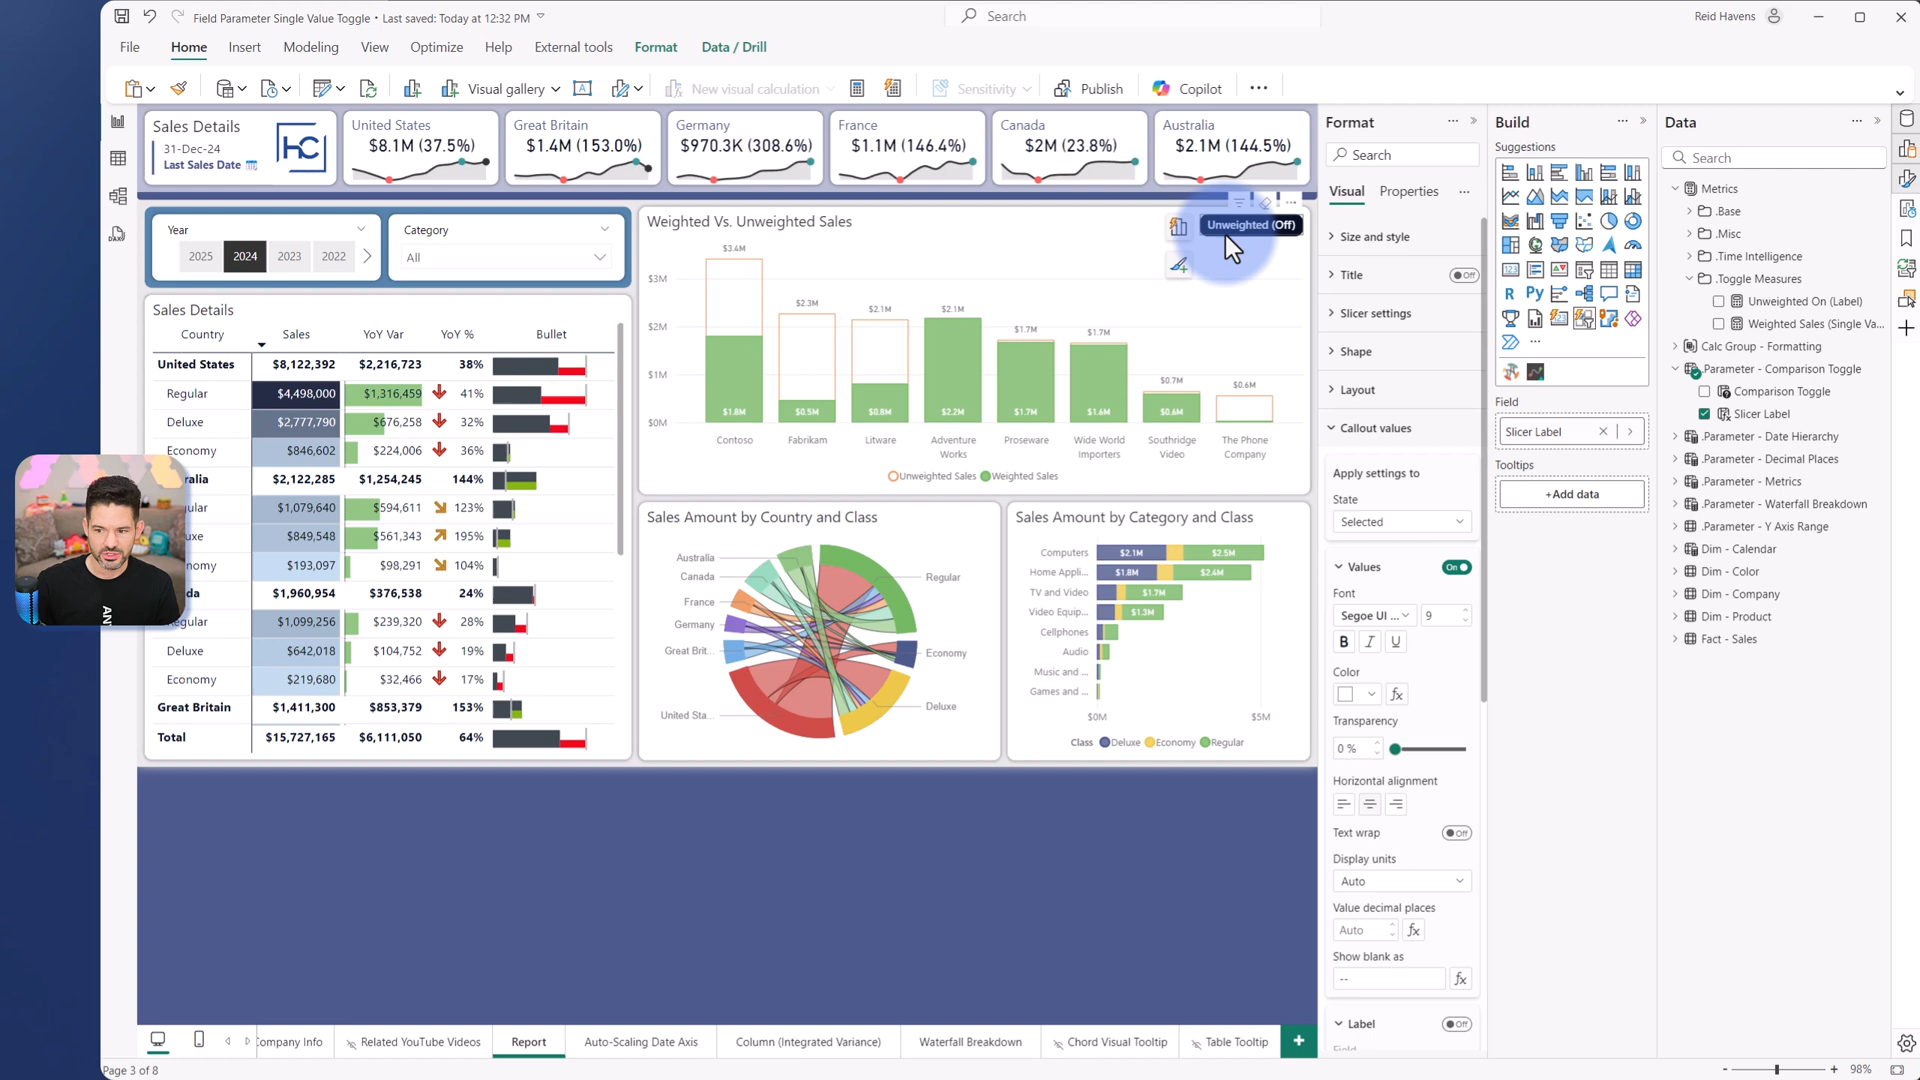 Field Parameter Single Value Toggle • Last saved: Today at 12:32 PM
Search
Reid Havens
File Home Insert Modeling View Optimize Help External tools Format Data / Drill
Visual gallery New visual calculation Sensitivity Publish Copilot
Sales Details
31-Dec-24
Last Sales Date
HC
United States
$8.1M (37.5%)
Great Britain
$1.4M (153.0%)
Germany
$970.3K (308.6%)
France
$1.1M (146.4%)
Canada
$2M (23.8%)
Australia
$2.1M (144.5%)
Year
2025 2024 2023 2022
Category
All
Sales Details
Country Sales YoY Var YoY % Bullet
United States $8,122,392 $2,216,723 38%
Regular $4,498,000 $1,316,459 41%
Deluxe $2,777,790 $676,258 32%
Economy $846,602 $224,006 36%
ralia $2,122,285 $1,254,245 144%
gular $1,079,640 $594,611 123%
uxe $849,548 $561,343 195%
nomy $193,097 $98,291 104%
da $1,960,954 $376,538 24%
gular $1,099,256 $239,320 28%
Deluxe $642,018 $104,752 19%
Economy $219,680 $32,466 17%
Great Britain $1,411,300 $853,379 153%
Total $15,727,165 $6,111,050 64%
AN
Weighted Vs. Unweighted Sales
Unweighted (Off)
$3M
$2M
$1M
$0M
$3.4M $2.3M $2.1M $2.1M $1.7M $1.7M $0.7M $0.6M
$1.8M $0.5M $0.8M $2.2M $1.7M $1.6M $0.6M
Contoso Fabrikam Litware Adventure Works Proseware Wide World Importers Southridge Video The Phone Company
Unweighted Sales Weighted Sales
Sales Amount by Country and Class
Australia
Canada
France
Germany
Great Brit...
United Sta...
Regular
Economy
Deluxe
Sales Amount by Category and Class
Computers $2.1M $2.5M
Home Appli... $1.8M $2.4M
TV and Video $1.7M
Video Equip... $1.3M
Cellphones
Audio
Music and ...
Games and ...
$0M $5M
Class Deluxe Economy Regular
Format
Search
Visual Properties
Size and style
Title Off
Slicer settings
Shape
Layout
Callout values
Apply settings to
State
Selected
Values On
Font
Segoe UI ... 9
B I U
Color
fx
Transparency
0 %
Horizontal alignment
Text wrap Off
Display units
Auto
Value decimal places
Auto fx
Show blank as
-- fx
Label Off
Build
Suggestions
R Py
Field
Slicer Label
Tooltips
+Add data
Data
Search
Metrics
.Base
.Misc
.Time Intelligence
.Toggle Measures
Unweighted On (Label)
Weighted Sales (Single Va...
Calc Group - Formatting
.Parameter - Comparison Toggle
Comparison Toggle
Slicer Label
.Parameter - Date Hierarchy
.Parameter - Decimal Places
.Parameter - Metrics
.Parameter - Waterfall Breakdown
.Parameter - Y Axis Range
Dim - Calendar
Dim - Color
Dim - Company
Dim - Product
Fact - Sales
Company Info Related YouTube Videos Report Auto-Scaling Date Axis Column (Integrated Variance) Waterfall Breakdown Chord Visual Tooltip Table Tooltip
Page 3 of 8
98%